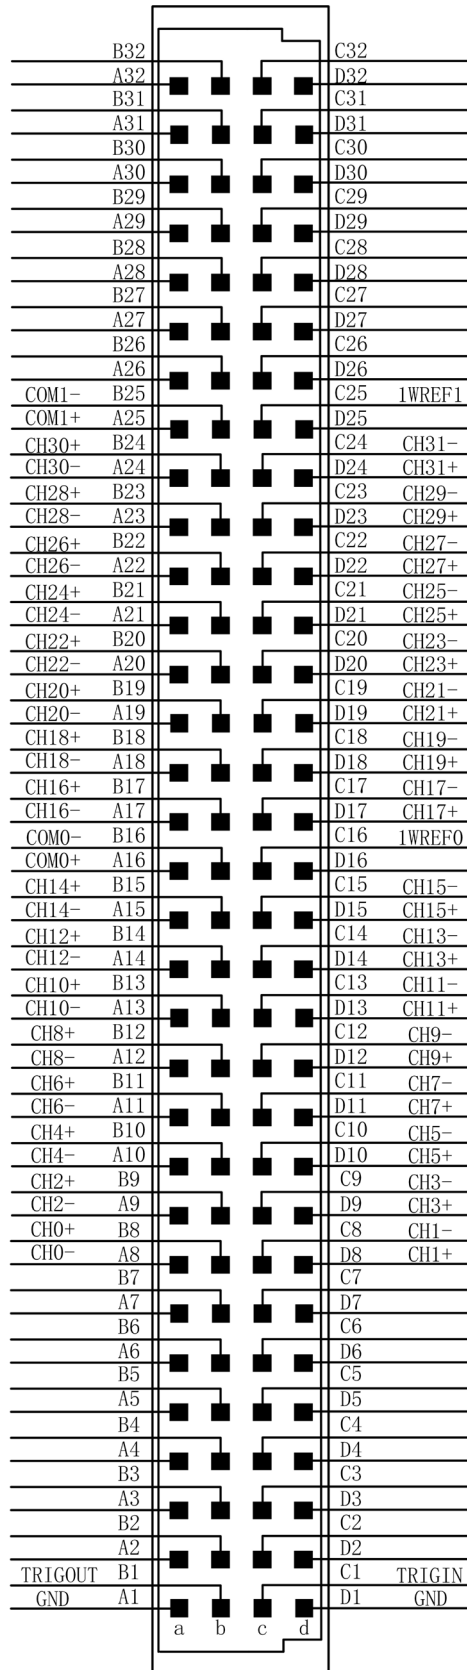 B32 C32
A32 D32
B31 C31
A31 D31
B30 C30
A30 D30
B29 C29
A29 D29
B28 C28
A28 D28
B27 C27
A27 D27
B26 C26
A26 D26
COM1- B25 C25 1WREF1
COM1+ A25 D25
CH30+ B24 C24 CH31-
CH30- A24 D24 CH31+
CH28+ B23 C23 CH29-
CH28- A23 D23 CH29+
CH26+ B22 C22 CH27-
CH26- A22 D22 CH27+
CH24+ B21 C21 CH25-
CH24- A21 D21 CH25+
CH22+ B20 C20 CH23-
CH22- A20 D20 CH23+
CH20+ B19 C19 CH21-
CH20- A19 D19 CH21+
CH18+ B18 C18 CH19-
CH18- A18 D18 CH19+
CH16+ B17 C17 CH17-
CH16- A17 D17 CH17+
COM0- B16 C16 1WREF0
COM0+ A16 D16
CH14+ B15 C15 CH15-
CH14- A15 D15 CH15+
CH12+ B14 C14 CH13-
CH12- A14 D14 CH13+
CH10+ B13 C13 CH11-
CH10- A13 D13 CH11+
CH8+ B12 C12 CH9-
CH8- A12 D12 CH9+
CH6+ B11 C11 CH7-
CH6- A11 D11 CH7+
CH4+ B10 C10 CH5-
CH4- A10 D10 CH5+
CH2+ B9 C9 CH3-
CH2- A9 D9 CH3+
CH0+ B8 C8 CH1-
CH0- A8 D8 CH1+
B7 C7
A7 D7
B6 C6
A6 D6
B5 C5
A5 D5
B4 C4
A4 D4
B3 C3
A3 D3
B2 C2
A2 D2
TRIGOUT B1 C1 TRIGIN
GND A1 D1 GND
a b c d